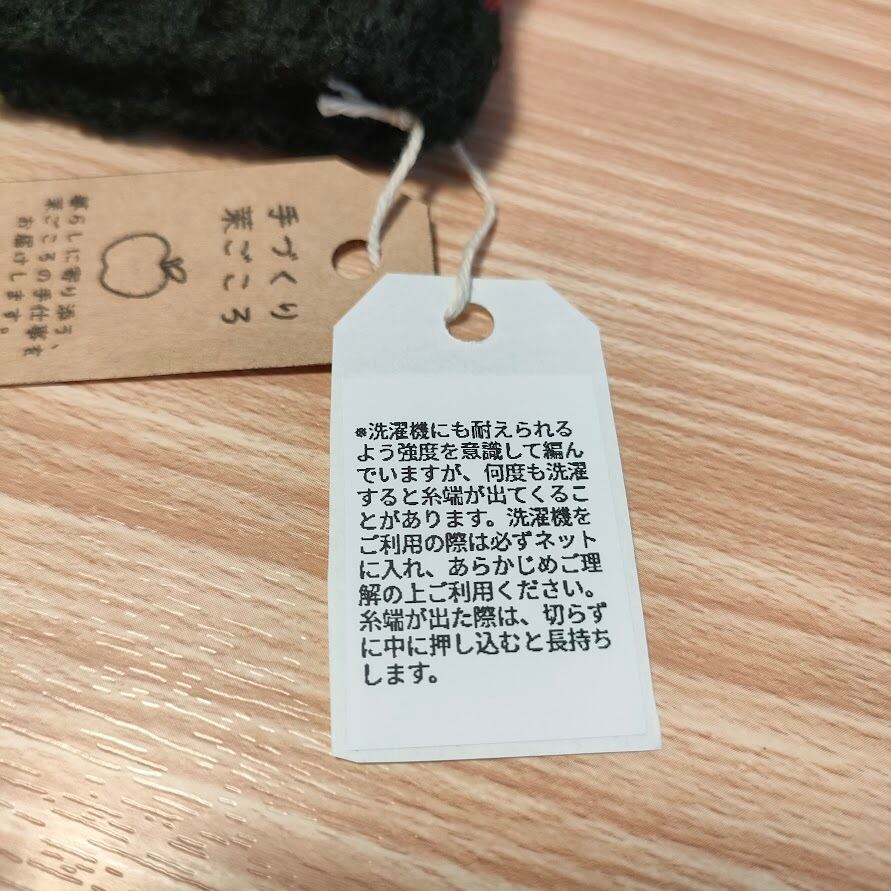 手づくり
菓ごころ
暮らしに寄り添う、
菓ごころの手仕事を
お届けします。
※洗濯機にも耐えられる
よう強度を意識して編ん
でいますが、何度も洗濯
すると糸端が出てくるこ
とがあります。洗濯機を
ご利用の際は必ずネット
に入れ、あらかじめご理
解の上ご利用ください。
糸端が出た際は、切らず
に中に押し込むと長持ち
します。